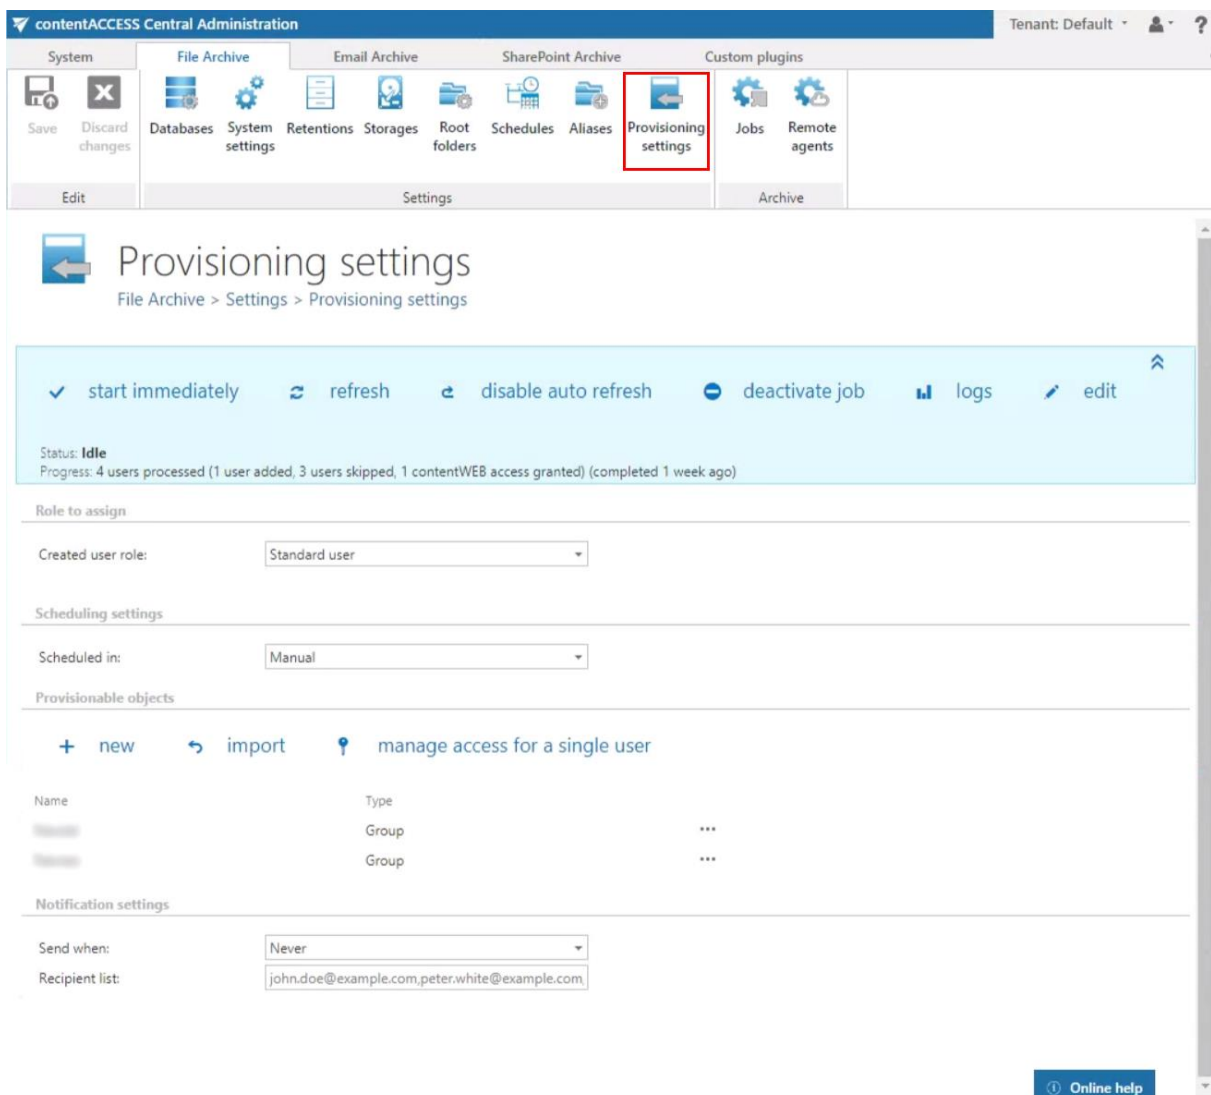 contentACCESS Central Administration
Tenant: Default
?
System
File Archive
Email Archive
SharePoint Archive
Custom plugins
Save
Discard changes
Databases
System settings
Retentions
Storages
Root folders
Schedules
Aliases
Provisioning settings
Jobs
Remote agents
Edit
Settings
Archive
Provisioning settings
File Archive > Settings > Provisioning settings
start immediately
refresh
disable auto refresh
deactivate job
logs
edit
Status: Idle
Progress: 4 users processed (1 user added, 3 users skipped, 1 contentWEB access granted) (completed 1 week ago)
Role to assign
Created user role:
Standard user
Scheduling settings
Scheduled in:
Manual
Provisionable objects
+ new
import
manage access for a single user
Name
Type
Group
...
Group
...
Notification settings
Send when:
Never
Recipient list:
john.doe@example.com,peter.white@example.com,
Online help